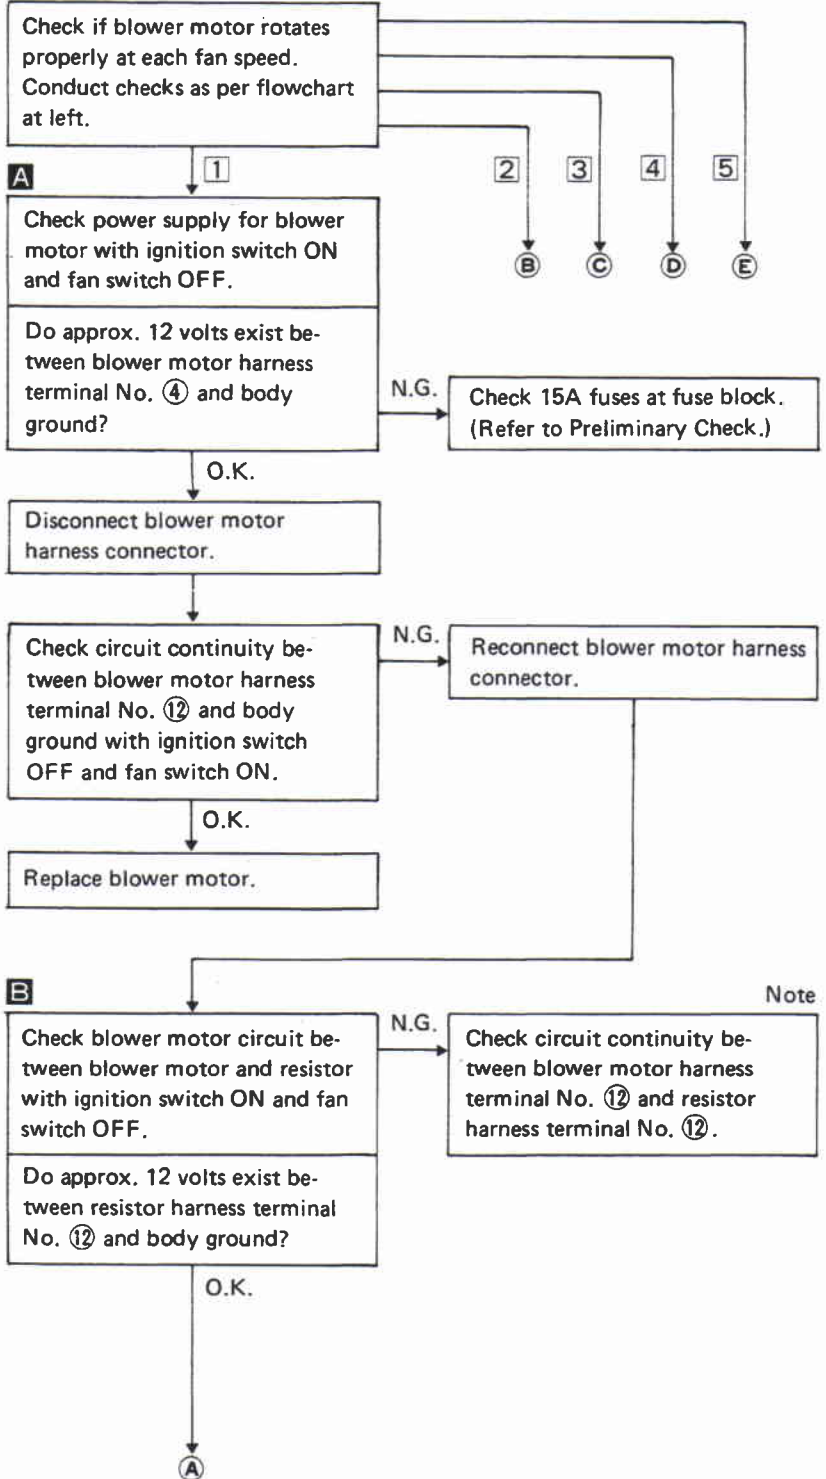 Check if blower motor rotates
properly at each fan speed.
Conduct checks as per flowchart
at left.
1
2
3
4
5
A
B
C
D
E
Check power supply for blower
motor with ignition switch ON
and fan switch OFF.
Do approx. 12 volts exist be-
tween blower motor harness
terminal No. ④ and body
ground?
N.G.
Check 15A fuses at fuse block.
(Refer to Preliminary Check.)
O.K.
Disconnect blower motor
harness connector.
Check circuit continuity be-
tween blower motor harness
terminal No. ⑫ and body
ground with ignition switch
OFF and fan switch ON.
N.G.
Reconnect blower motor harness
connector.
O.K.
Replace blower motor.
B
Note
Check blower motor circuit be-
tween blower motor and resistor
with ignition switch ON and fan
switch OFF.
Do approx. 12 volts exist be-
tween resistor harness terminal
No. ⑫ and body ground?
N.G.
Check circuit continuity be-
tween blower motor harness
terminal No. ⑫ and resistor
harness terminal No. ⑫.
O.K.
A